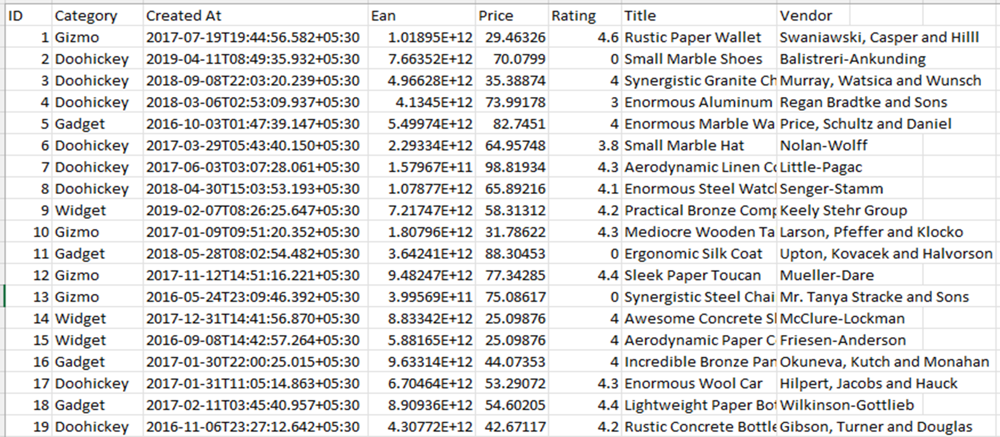 ID Category Created At Ean Price Rating Title Vendor
1 Gizmo 2017-07-19T19:44:56.582+05:30 1.01895E+12 29.46326 4.6 Rustic Paper Wallet Swaniawski, Casper and Hilll
2 Doohickey 2019-04-11T08:49:35.932+05:30 7.66352E+12 70.0799 0 Small Marble Shoes Balistreri-Ankunding
3 Doohickey 2018-09-08T22:03:20.239+05:30 4.96628E+12 35.38874 4 Synergistic Granite Ch Murray, Watsica and Wunsch
4 Doohickey 2018-03-06T02:53:09.937+05:30 4.1345E+12 73.99178 3 Enormous Aluminum Regan Bradtke and Sons
5 Gadget 2016-10-03T01:47:39.147+05:30 5.49974E+12 82.7451 4 Enormous Marble Wa Price, Schultz and Daniel
6 Doohickey 2017-03-29T05:43:40.150+05:30 2.29334E+12 64.95748 3.8 Small Marble Hat Nolan-Wolff
7 Doohickey 2017-06-03T03:07:28.061+05:30 1.57967E+11 98.81934 4.3 Aerodynamic Linen Co Little-Pagac
8 Doohickey 2018-04-30T15:03:53.193+05:30 1.07877E+12 65.89216 4.1 Enormous Steel Watch Senger-Stamm
9 Widget 2019-02-07T08:26:25.647+05:30 7.21747E+12 58.31312 4.2 Practical Bronze Comp Keely Stehr Group
10 Gizmo 2017-01-09T09:51:20.352+05:30 1.80796E+12 31.78622 4.3 Mediocre Wooden Ta Larson, Pfeffer and Klocko
11 Gadget 2018-05-28T08:02:54.482+05:30 3.64241E+12 88.30453 0 Ergonomic Silk Coat Upton, Kovacek and Halvorson
12 Gizmo 2017-11-12T14:51:16.221+05:30 9.48247E+12 77.34285 4.4 Sleek Paper Toucan Mueller-Dare
13 Gizmo 2016-05-24T23:09:46.392+05:30 3.99569E+11 75.08617 0 Synergistic Steel Chai Mr. Tanya Stracke and Sons
14 Widget 2017-12-31T14:41:56.870+05:30 8.83342E+12 25.09876 4 Awesome Concrete Sh McClure-Lockman
15 Widget 2016-09-08T14:42:57.264+05:30 5.88165E+12 25.09876 4 Aerodynamic Paper C Friesen-Anderson
16 Gadget 2017-01-30T22:00:25.015+05:30 9.63314E+12 44.07353 4 Incredible Bronze Pan Okuneva, Kutch and Monahan
17 Doohickey 2017-01-31T11:05:14.863+05:30 6.70464E+12 53.29072 4.3 Enormous Wool Car Hilpert, Jacobs and Hauck
18 Gadget 2017-02-11T03:45:40.957+05:30 8.90936E+12 54.60205 4.4 Lightweight Paper Bot Wilkinson-Gottlieb
19 Doohickey 2016-11-06T23:27:12.642+05:30 4.30772E+12 42.67117 4.2 Rustic Concrete Bottle Gibson, Turner and Douglas